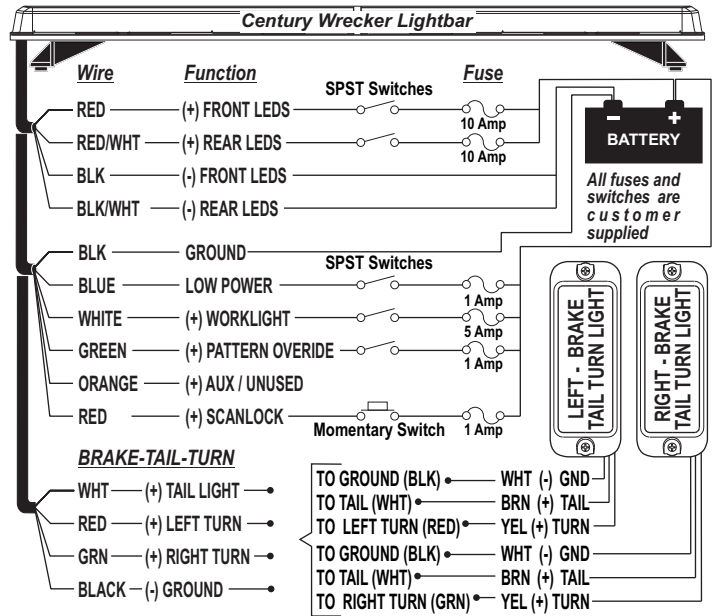 Century Wrecker Lightbar
Wire Function Fuse
SPST Switches
RED (+) FRONT LEDS 10 Amp
RED/WHT (+) REAR LEDS 10 Amp
BLK (-) FRONT LEDS
BLK/WHT (-) REAR LEDS
– +
BATTERY
All fuses and
switches are
customer
supplied
BLK GROUND
SPST Switches
BLUE LOW POWER 1 Amp
WHITE (+) WORKLIGHT 5 Amp
GREEN (+) PATTERN OVERIDE 1 Amp
ORANGE (+) AUX / UNUSED
RED (+) SCANLOCK Momentary Switch 1 Amp
LEFT - BRAKE
TAIL TURN LIGHT
RIGHT - BRAKE
TAIL TURN LIGHT
BRAKE-TAIL-TURN
WHT (+) TAIL LIGHT
RED (+) LEFT TURN
GRN (+) RIGHT TURN
BLACK (-) GROUND
TO GROUND (BLK) WHT (-) GND
TO TAIL (WHT) BRN (+) TAIL
TO LEFT TURN (RED) YEL (+) TURN
TO GROUND (BLK) WHT (-) GND
TO TAIL (WHT) BRN (+) TAIL
TO RIGHT TURN (GRN) YEL (+) TURN